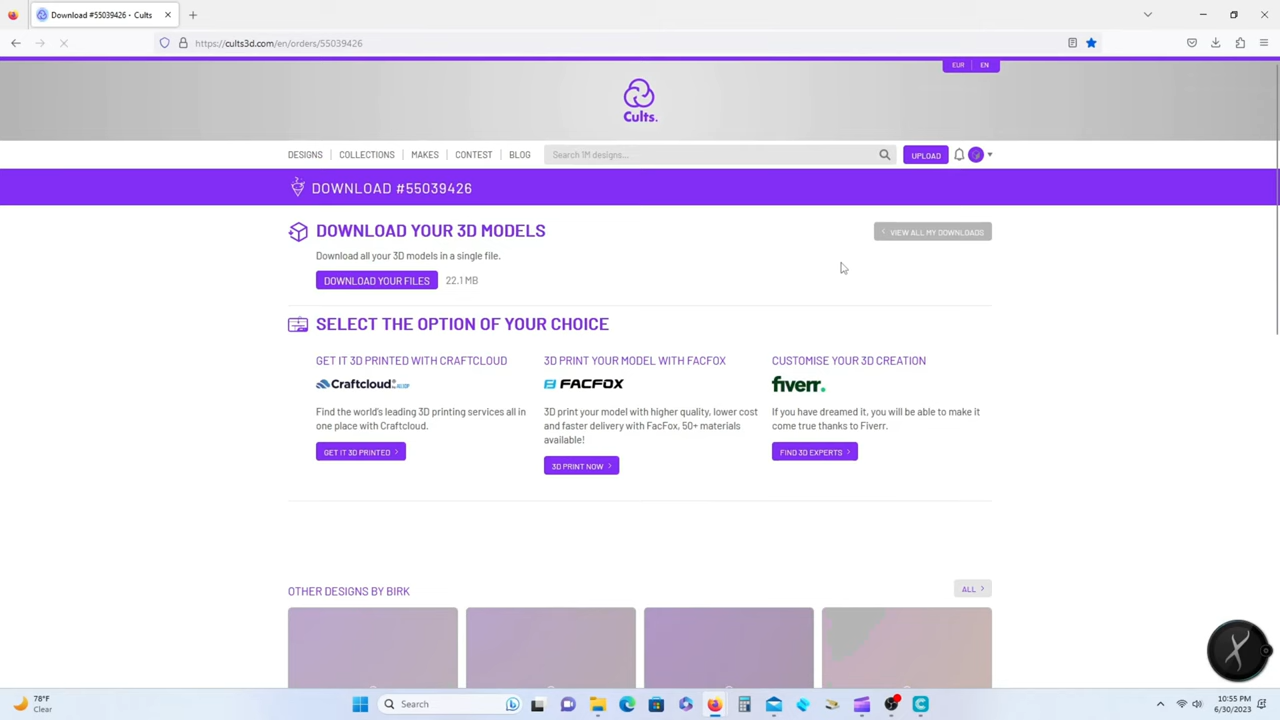 Download #55039426 • Cults
https://cults3d.com/en/orders/55039426
EUR | EN
Cults.
DESIGNS | COLLECTIONS | MAKES | CONTEST | BLOG
Search 1M designs...
UPLOAD
DOWNLOAD #55039426
DOWNLOAD YOUR 3D MODELS
VIEW ALL MY DOWNLOADS
Download all your 3D models in a single file.
DOWNLOAD YOUR FILES 22.1 MB
SELECT THE OPTION OF YOUR CHOICE
GET IT 3D PRINTED WITH CRAFTCLOUD
Craftcloud
Find the world's leading 3D printing services all in
one place with Craftcloud.
GET IT 3D PRINTED
3D PRINT YOUR MODEL WITH FACFOX
FACFOX
3D print your model with higher quality, lower cost
and faster delivery with FacFox, 50+ materials
available!
3D PRINT NOW
CUSTOMISE YOUR 3D CREATION
fiverr.
If you have dreamed it, you will be able to make it
come true thanks to Fiverr.
FIND 3D EXPERTS
OTHER DESIGNS BY BIRK
ALL
78°F
Clear
Search
10:55 PM
6/30/2023